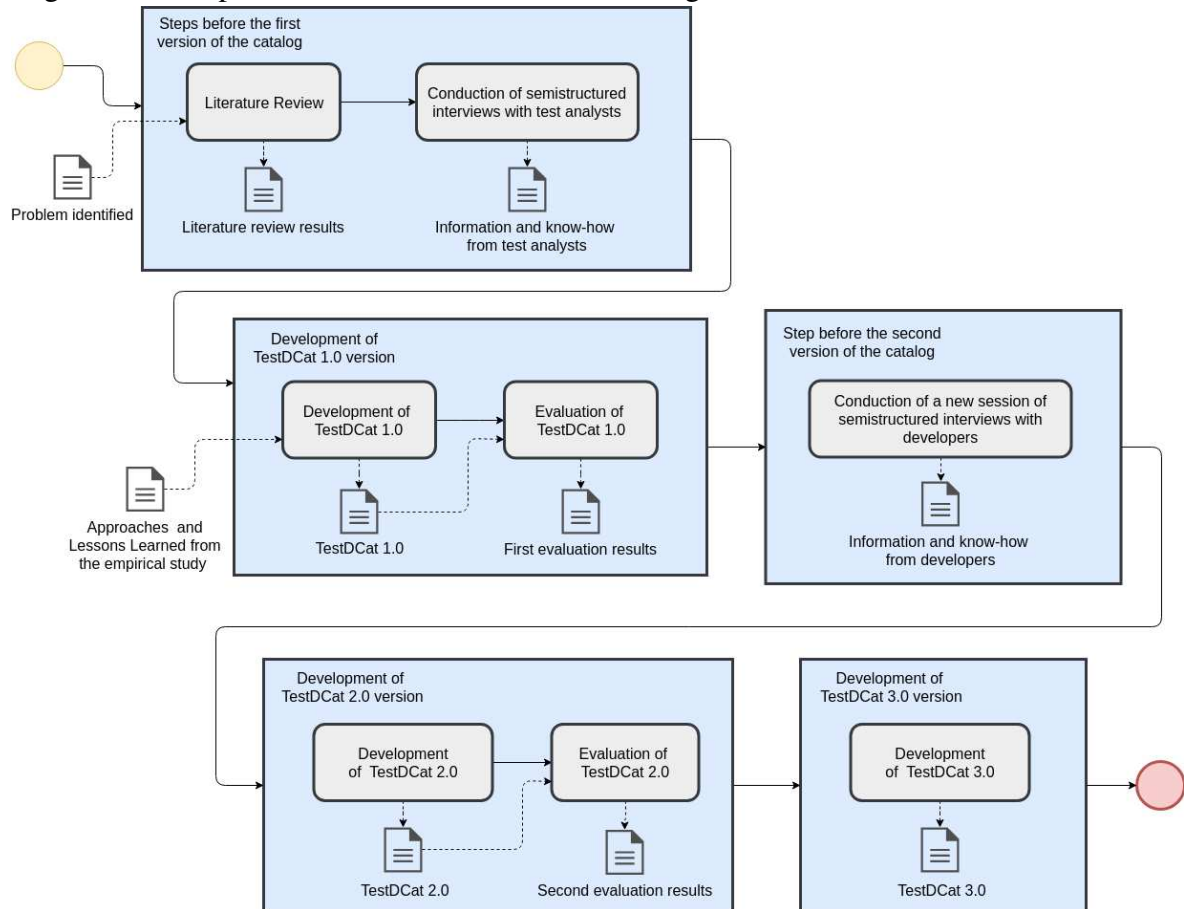 Steps before the first
version of the catalog
Literature Review
Conduction of semistructured
interviews with test analysts
Problem identified
Literature review results
Information and know-how
from test analysts
Development of
TestDCat 1.0 version
Development of
TestDCat 1.0
Evaluation of
TestDCat 1.0
Approaches and
Lessons Learned from
the empirical study
TestDCat 1.0
First evaluation results
Step before the second
version of the catalog
Conduction of a new session of
semistructured interviews with
developers
Information and know-how
from developers
Development of
TestDCat 2.0 version
Development
of TestDCat 2.0
Evaluation of
TestDCat 2.0
TestDCat 2.0
Second evaluation results
Development of
TestDCat 3.0 version
Development
of TestDCat 3.0
TestDCat 3.0